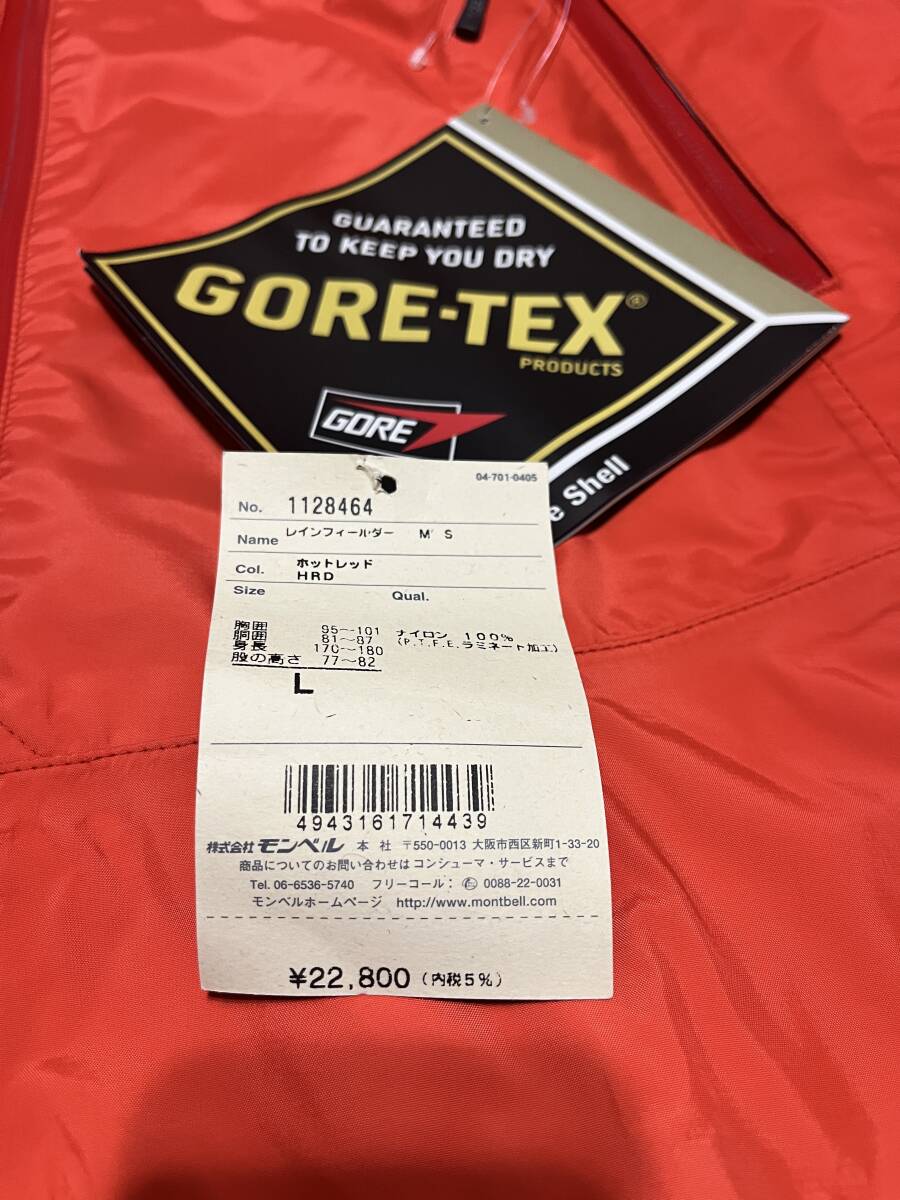 GUARANTEED
TO KEEP YOU DRY
GORE-TEX®
PRODUCTS
GORE
Shell
04-701-0405
No. 1128464
Name レインフィールダー M'S
Col. ホットレッド
HRD
Size Qual.
胸囲 95~101 ナイロン 100%
胴囲 81~87 (P.T.F.E.ラミネート加工)
身長 170~180
股の高さ 77~82
L
4943161714439
株式会社モンベル 本 社 〒550-0013 大阪市西区新町1-33-20
商品についてのお問い合わせは コンシューマ・サービスまで
Tel. 06-6536-5740 フリーコール: 0088-22-0031
モンベルホームページ http://www.montbell.com
¥22,800 (内税5%)